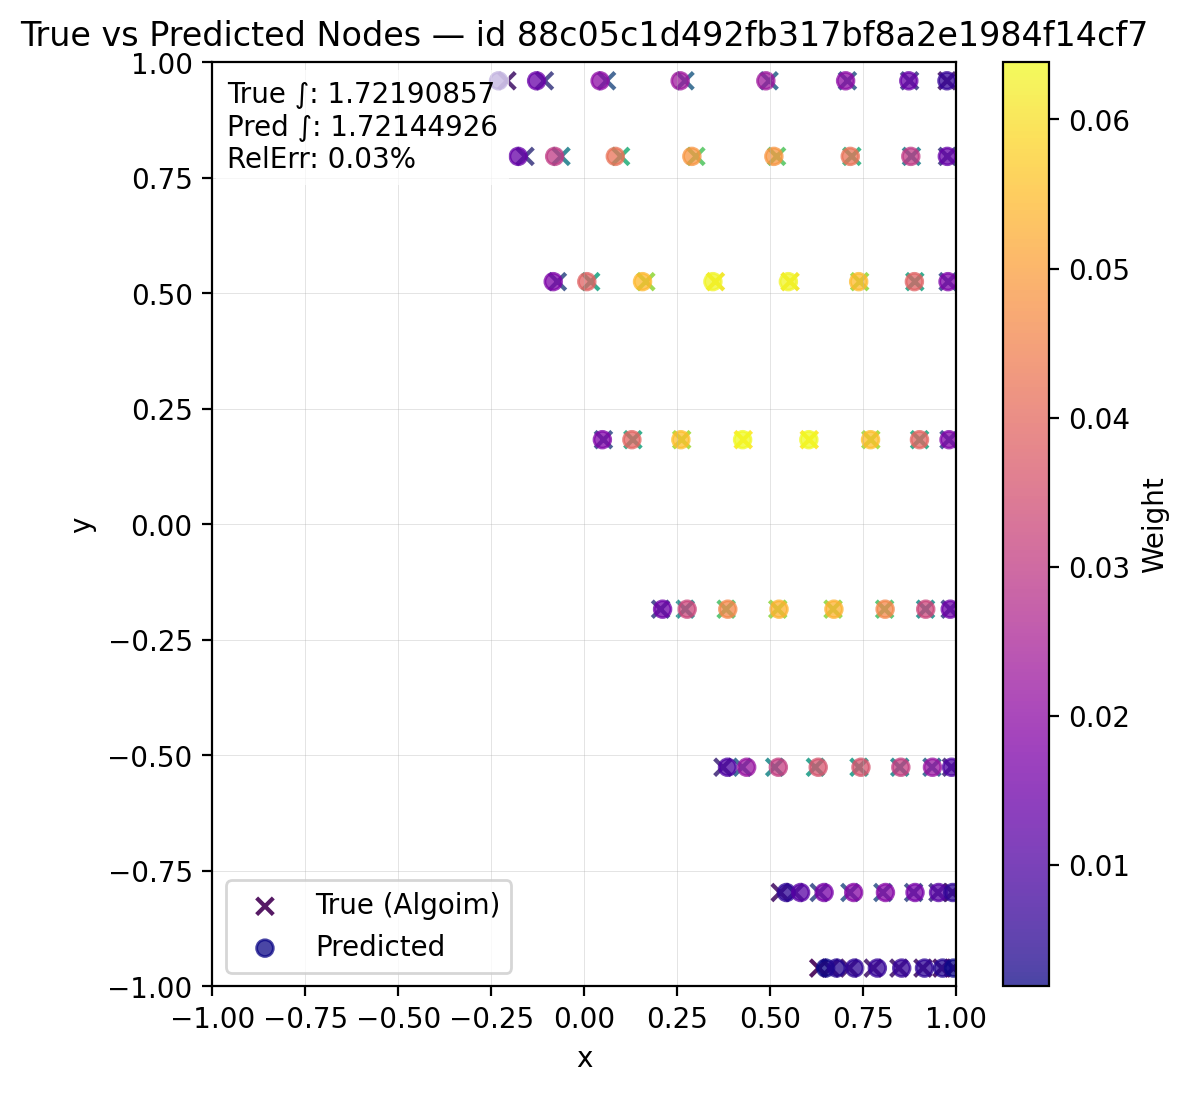 True vs Predicted Nodes — id 88c05c1d492fb317bf8a2e1984f14cf7
True ∫: 1.72190857
Pred ∫: 1.72144926
RelErr: 0.03%
1.00
0.75
0.50
0.25
0.00
−0.25
−0.50
−0.75
−1.00
y
True (Algoim)
Predicted
−1.00 −0.75 −0.50 −0.25 0.00 0.25 0.50 0.75 1.00
x
0.06
0.05
0.04
0.03
0.02
0.01
Weight